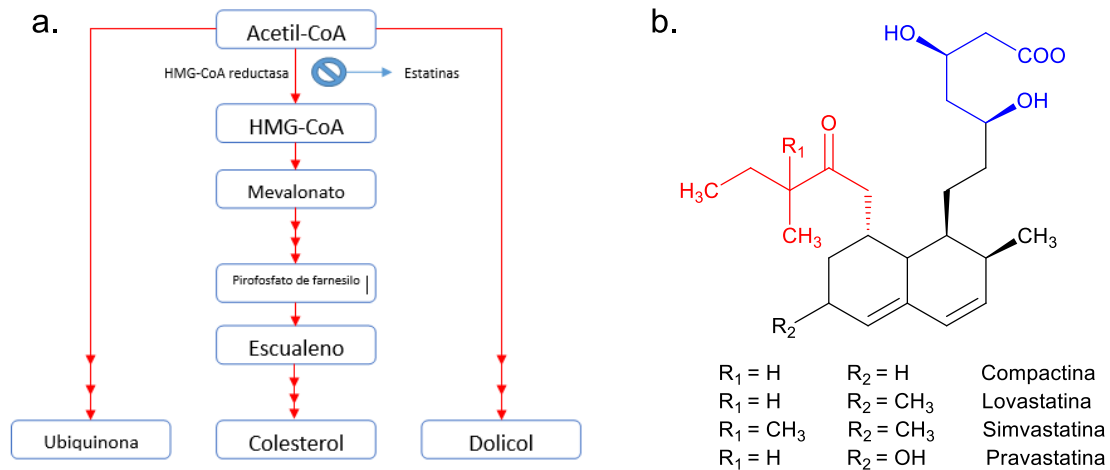 a.
Acetil-CoA
HMG-CoA reductasa
Estatinas
HMG-CoA
Mevalonato
Pirofosfato de farnesilo
Escualeno
Ubiquinona
Colesterol
Dolicol
b.
HO
COO
OH
O
R₁
H₃C
CH₃
CH₃
R₂
R₁ = H R₂ = H Compactina
R₁ = H R₂ = CH₃ Lovastatina
R₁ = CH₃ R₂ = CH₃ Simvastatina
R₁ = H R₂ = OH Pravastatina